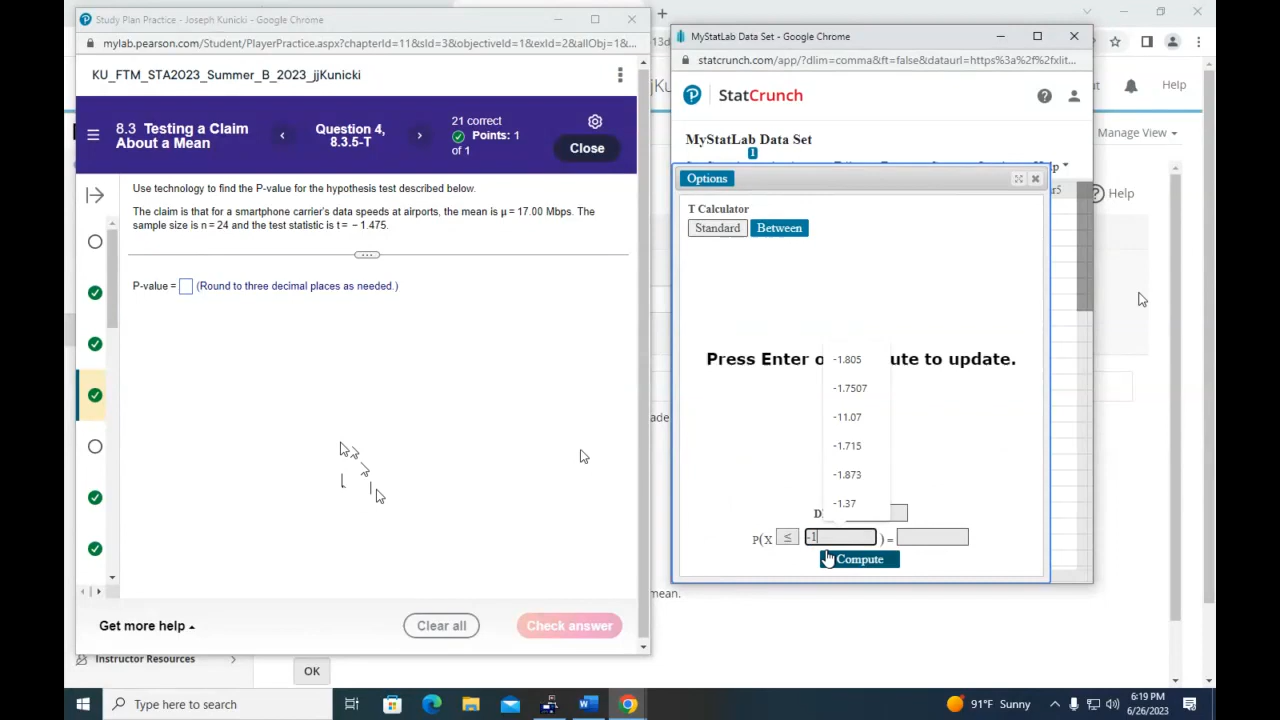 Study Plan Practice - Joseph Kunicki - Google Chrome
mylab.pearson.com/Student/PlayerPractice.aspx?chapterId=11&sId=3&objectiveId=1&exId=2&allObj=1&...
KU_FTM_STA2023_Summer_B_2023_jjKunicki
8.3 Testing a Claim About a Mean
Question 4, 8.3.5-T
21 correct
Points: 1 of 1
Close
Use technology to find the P-value for the hypothesis test described below.
The claim is that for a smartphone carrier's data speeds at airports, the mean is μ = 17.00 Mbps. The
sample size is n = 24 and the test statistic is t = − 1.475.
P-value = (Round to three decimal places as needed.)
Get more help
Clear all
Check answer
Instructor Resources
OK
MyStatLab Data Set - Google Chrome
statcrunch.com/app/?dlim=comma&ft=false&dataurl=https%3a%2f%2fxlit...
P StatCrunch
MyStatLab Data Set
1
Options
T Calculator
Standard Between
Press Enter o
ute to update.
-1.805
-1.7507
-11.07
-1.715
-1.873
-1.37
D
P(X ≤ -1 ) =
Compute
mean.
Help
Manage View
Help
Type here to search
91°F Sunny
6:19 PM
6/26/2023